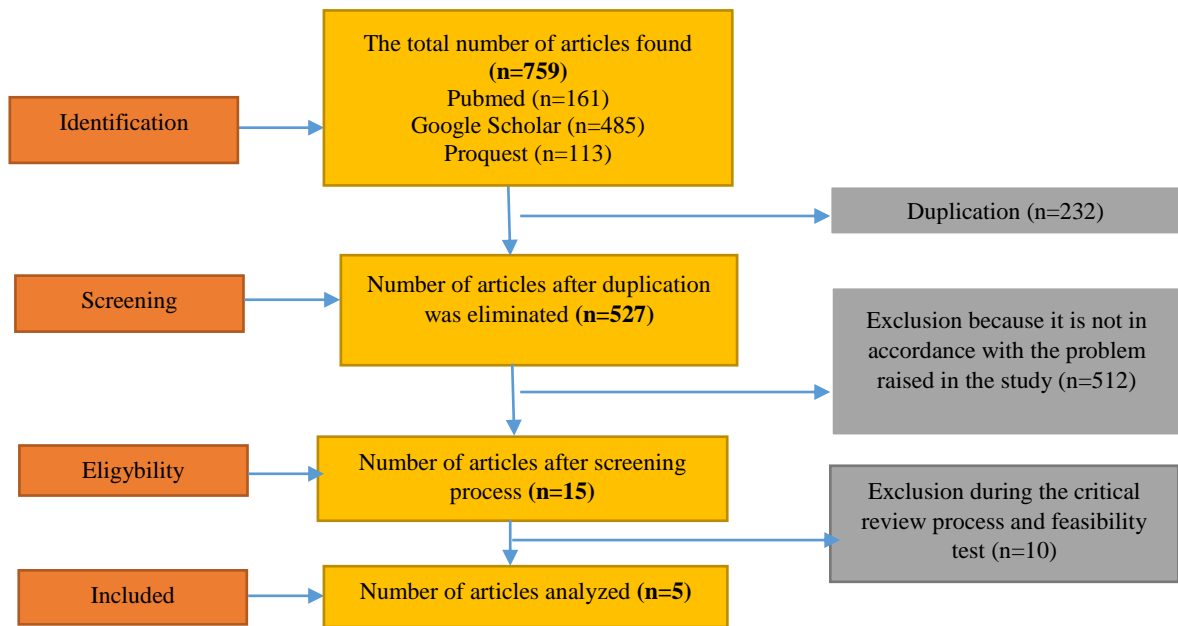 Identification
The total number of articles found
(n=759)
Pubmed (n=161)
Google Scholar (n=485)
Proquest (n=113)
Duplication (n=232)
Screening
Number of articles after duplication
was eliminated (n=527)
Exclusion because it is not in
accordance with the problem
raised in the study (n=512)
Eligybility
Number of articles after screening
process (n=15)
Exclusion during the critical
review process and feasibility
test (n=10)
Included
Number of articles analyzed (n=5)